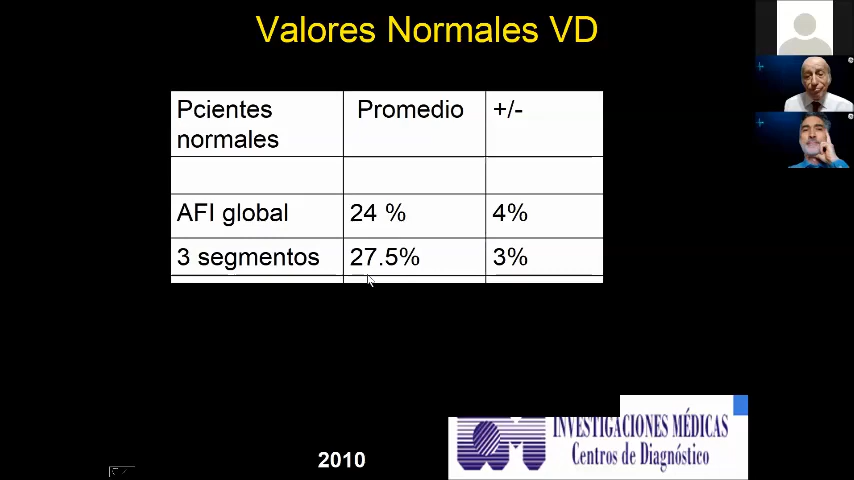 Valores Normales VD
Pcientes normales
Promedio
+/-
AFI global
24 %
4%
3 segmentos
27.5%
3%
INVESTIGACIONES MÉDICAS
Centros de Diagnóstico
2010